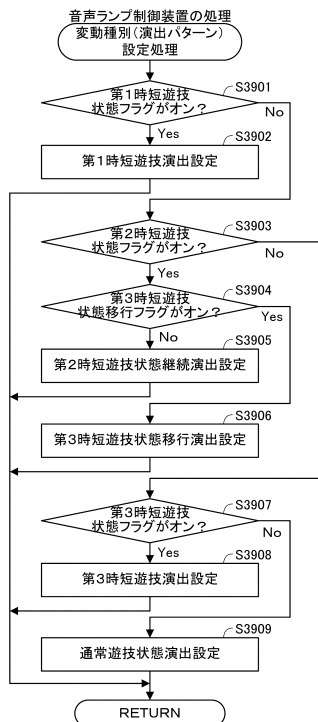 音声ランプ制御装置の処理
変動種別(演出パターン)
設定処理
S3901
第1時短遊技
状態フラグがオン？
No
Yes
S3902
第1時短遊技演出設定
S3903
第2時短遊技
状態フラグがオン？
No
Yes
S3904
第3時短遊技
状態移行フラグがオン？
Yes
No
S3905
第2時短遊技状態継続演出設定
S3906
第3時短遊技状態移行演出設定
S3907
第3時短遊技
状態フラグがオン？
No
Yes
S3908
第3時短遊技演出設定
S3909
通常遊技状態演出設定
RETURN